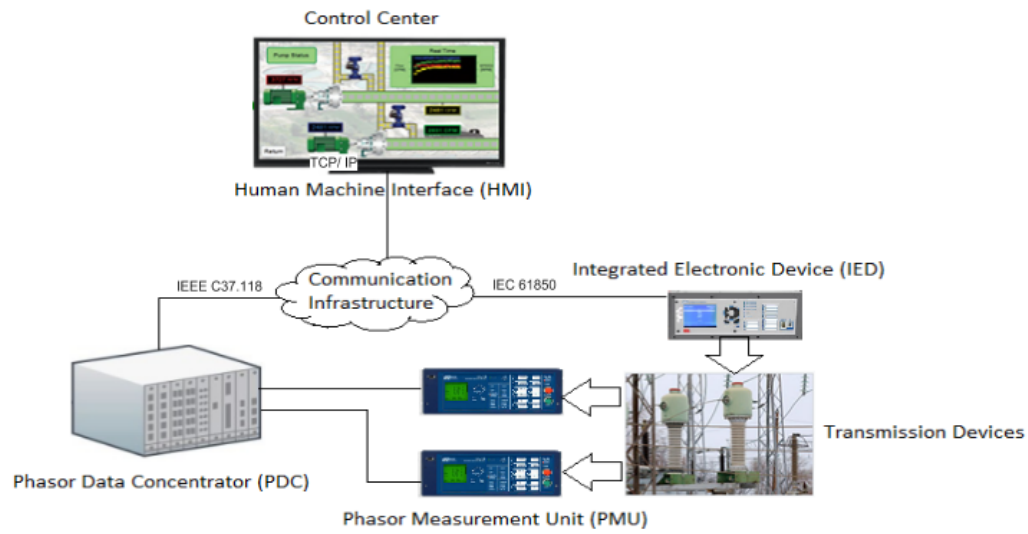 Control Center
Pump Status
Real Time
Return
TCP/ IP
Human Machine Interface (HMI)
Communication
Infrastructure
IEEE C37.118
IEC 61850
Integrated Electronic Device (IED)
Transmission Devices
Phasor Data Concentrator (PDC)
Phasor Measurement Unit (PMU)